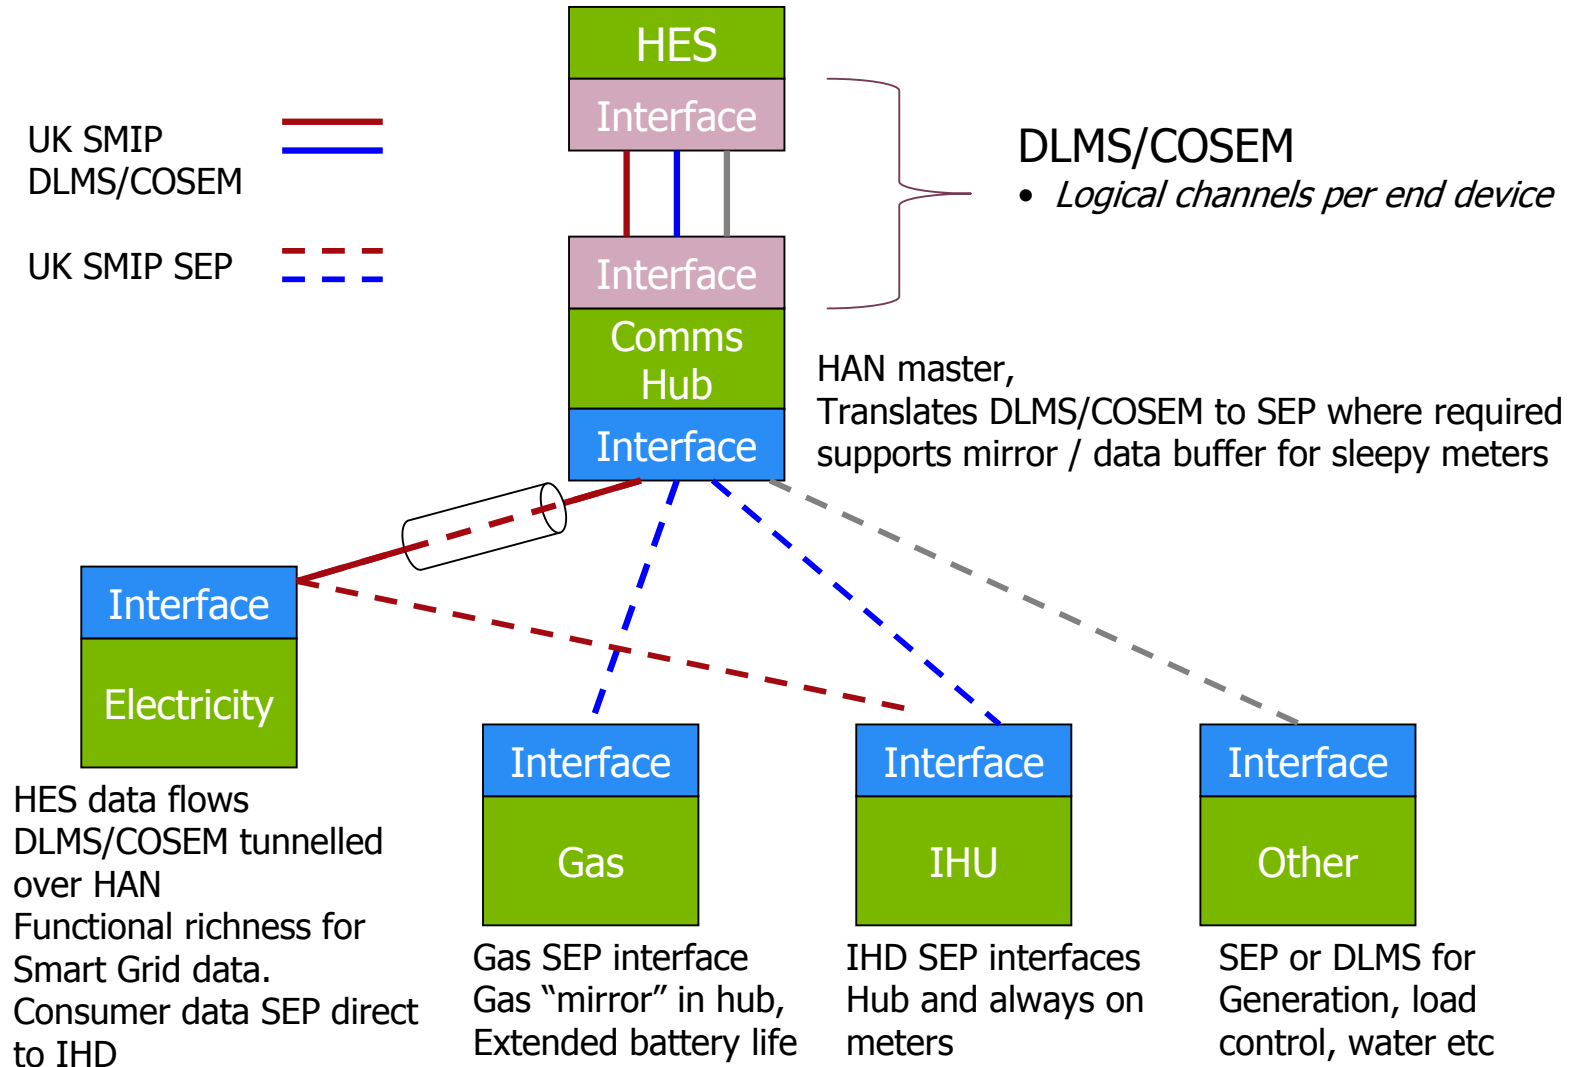 HES
Interface
UK SMIP
DLMS/COSEM
UK SMIP SEP
DLMS/COSEM
• Logical channels per end device
Interface
Comms
Hub
Interface
HAN master,
Translates DLMS/COSEM to SEP where required
supports mirror / data buffer for sleepy meters
Interface
Electricity
Interface
Gas
Interface
IHU
Interface
Other
HES data flows
DLMS/COSEM tunnelled
over HAN
Functional richness for
Smart Grid data.
Consumer data SEP direct
to IHD
Gas SEP interface
Gas “mirror” in hub,
Extended battery life
IHD SEP interfaces
Hub and always on
meters
SEP or DLMS for
Generation, load
control, water etc